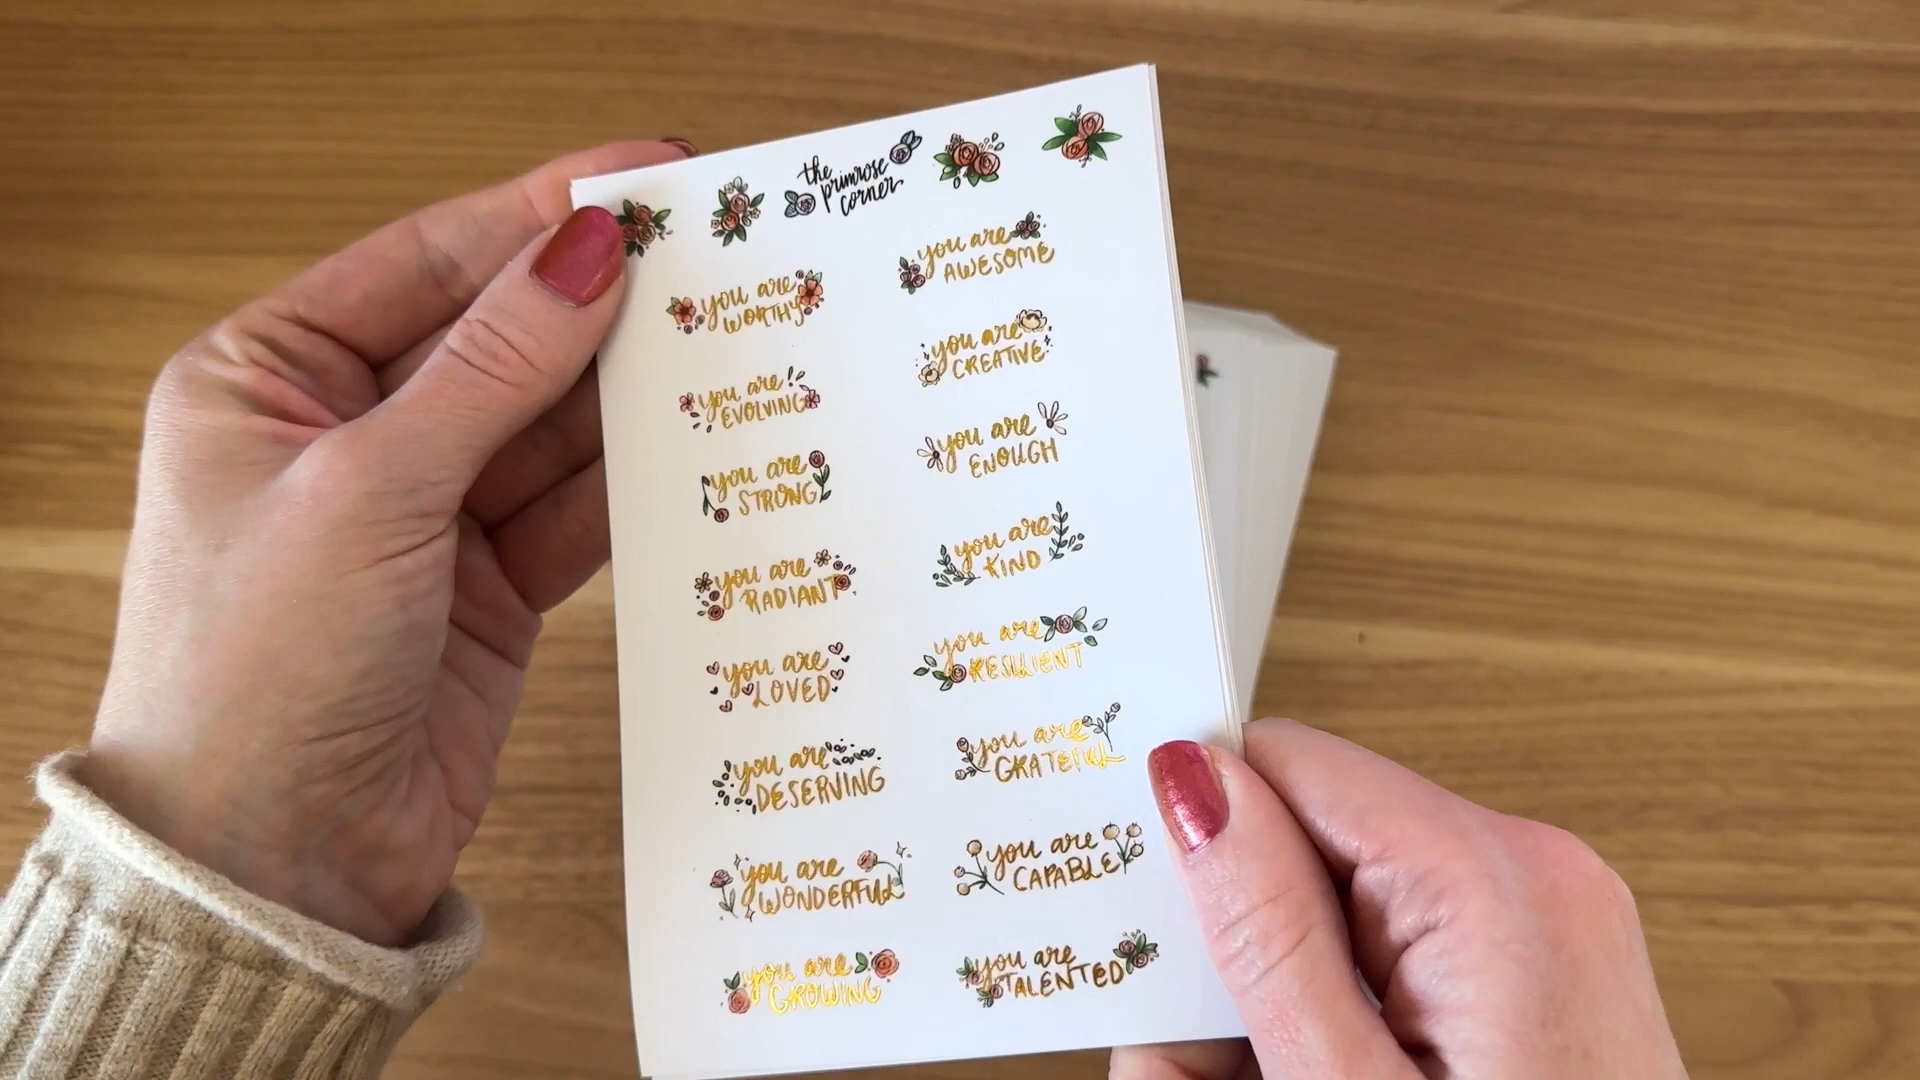 the
primrose
corner
you are
WORTHY
you are
AWESOME
you are!
EVOLVING
you are
CREATIVE
you are
STRONG
you are
ENOUGH
you are
RADIANT
you are
KIND
you are
LOVED
you are
RESILIENT
you are
DESERVING
you are
GRATEFUL
you are
WONDERFUL
you are
CAPABLE
you are
GROWING
you are
TALENTED